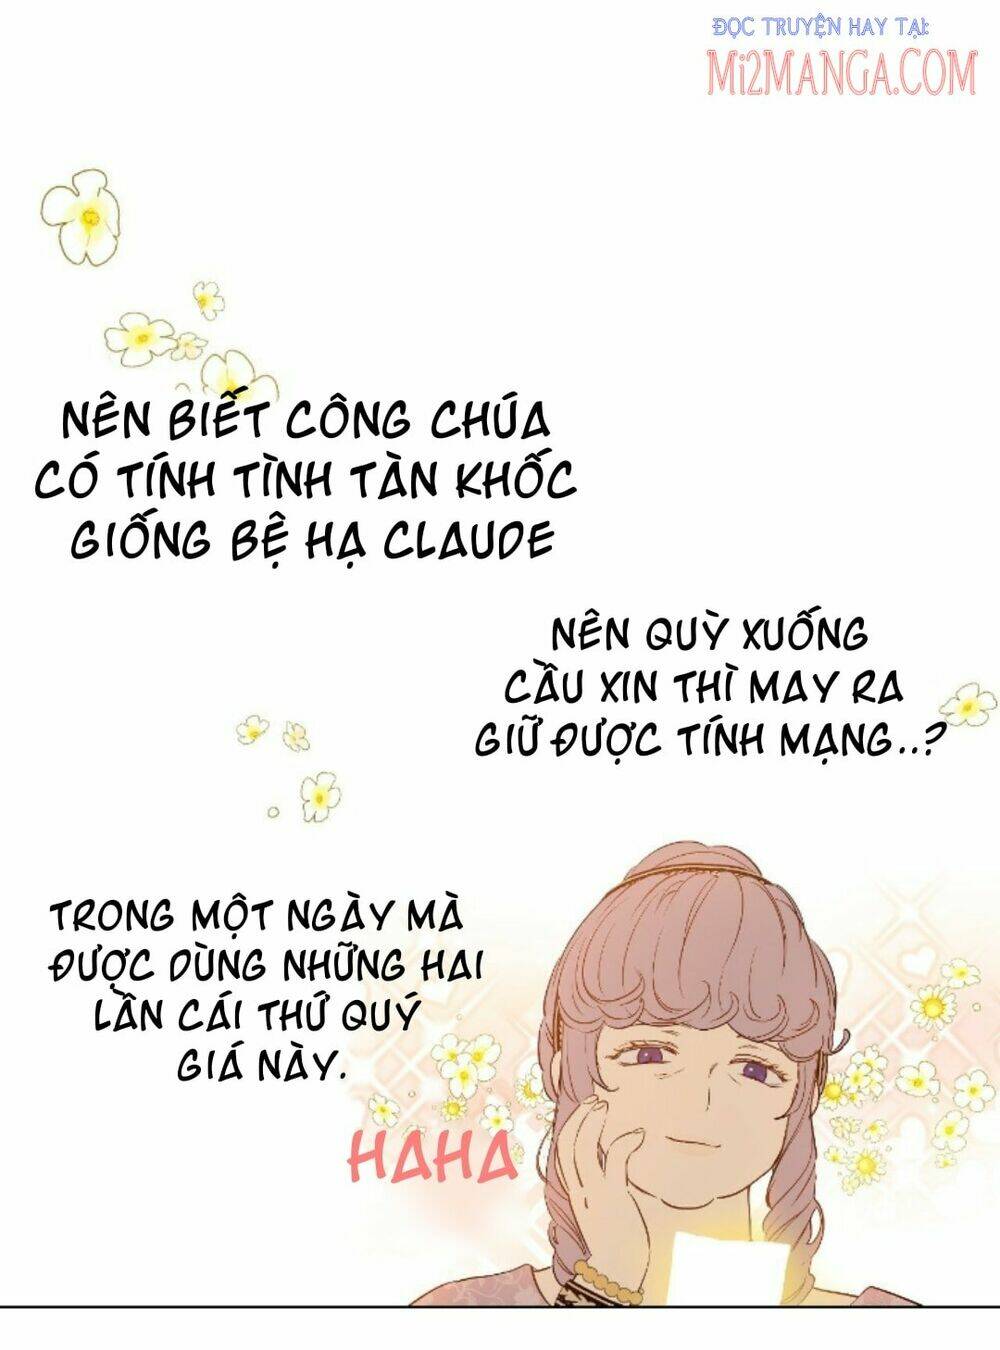 ĐỌC TRUYỆN HAY TẠI:
MI2MANGA.COM
NÊN BIẾT CÔNG CHÚA
CÓ TÍNH TÌNH TÀN KHỐC
GIỐNG BỆ HẠ CLAUDE
NÊN QUỲ XUỐNG
CẦU XIN THÌ MAY RA
GIỮ ĐƯỢC TÍNH MẠNG..?
TRONG MỘT NGÀY MÀ
ĐƯỢC DÙNG NHỮNG HAI
LẦN CÁI THỨ QUÝ
GIÁ NÀY.
HAHA